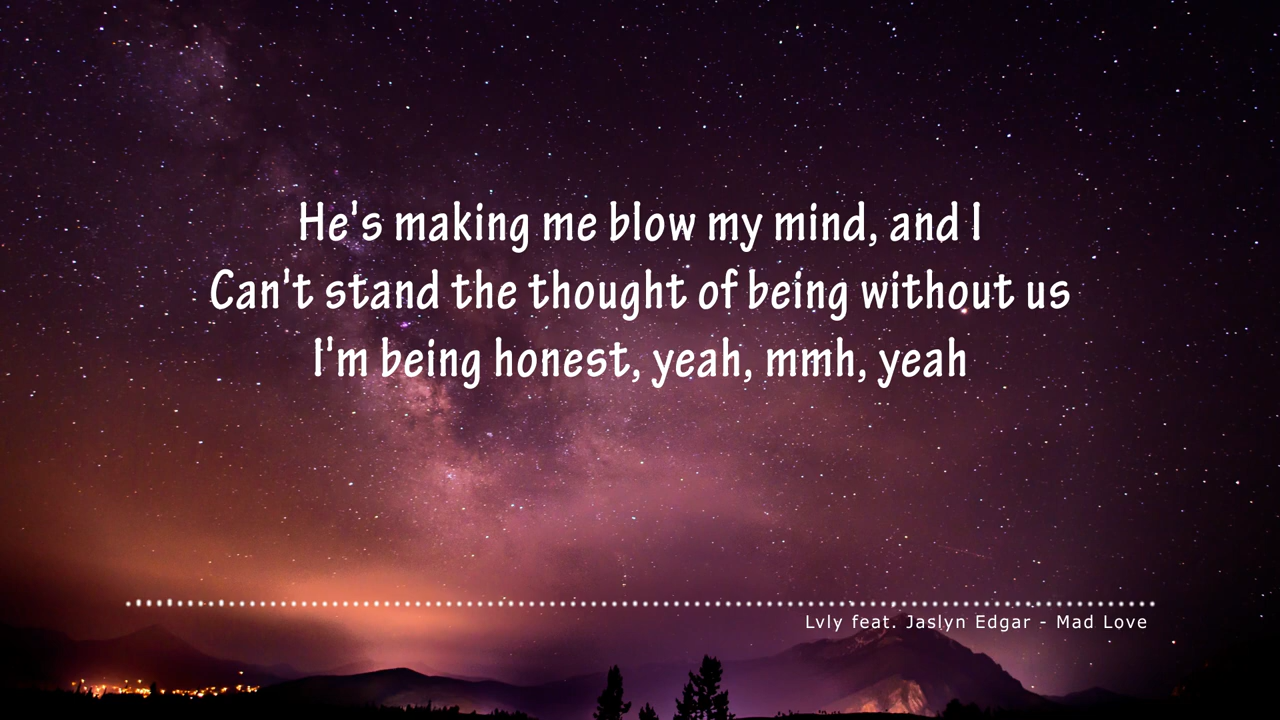 He's making me blow my mind, and I
Can't stand the thought of being without us
I'm being honest, yeah, mmh, yeah
Lvly feat. Jaslyn Edgar - Mad Love